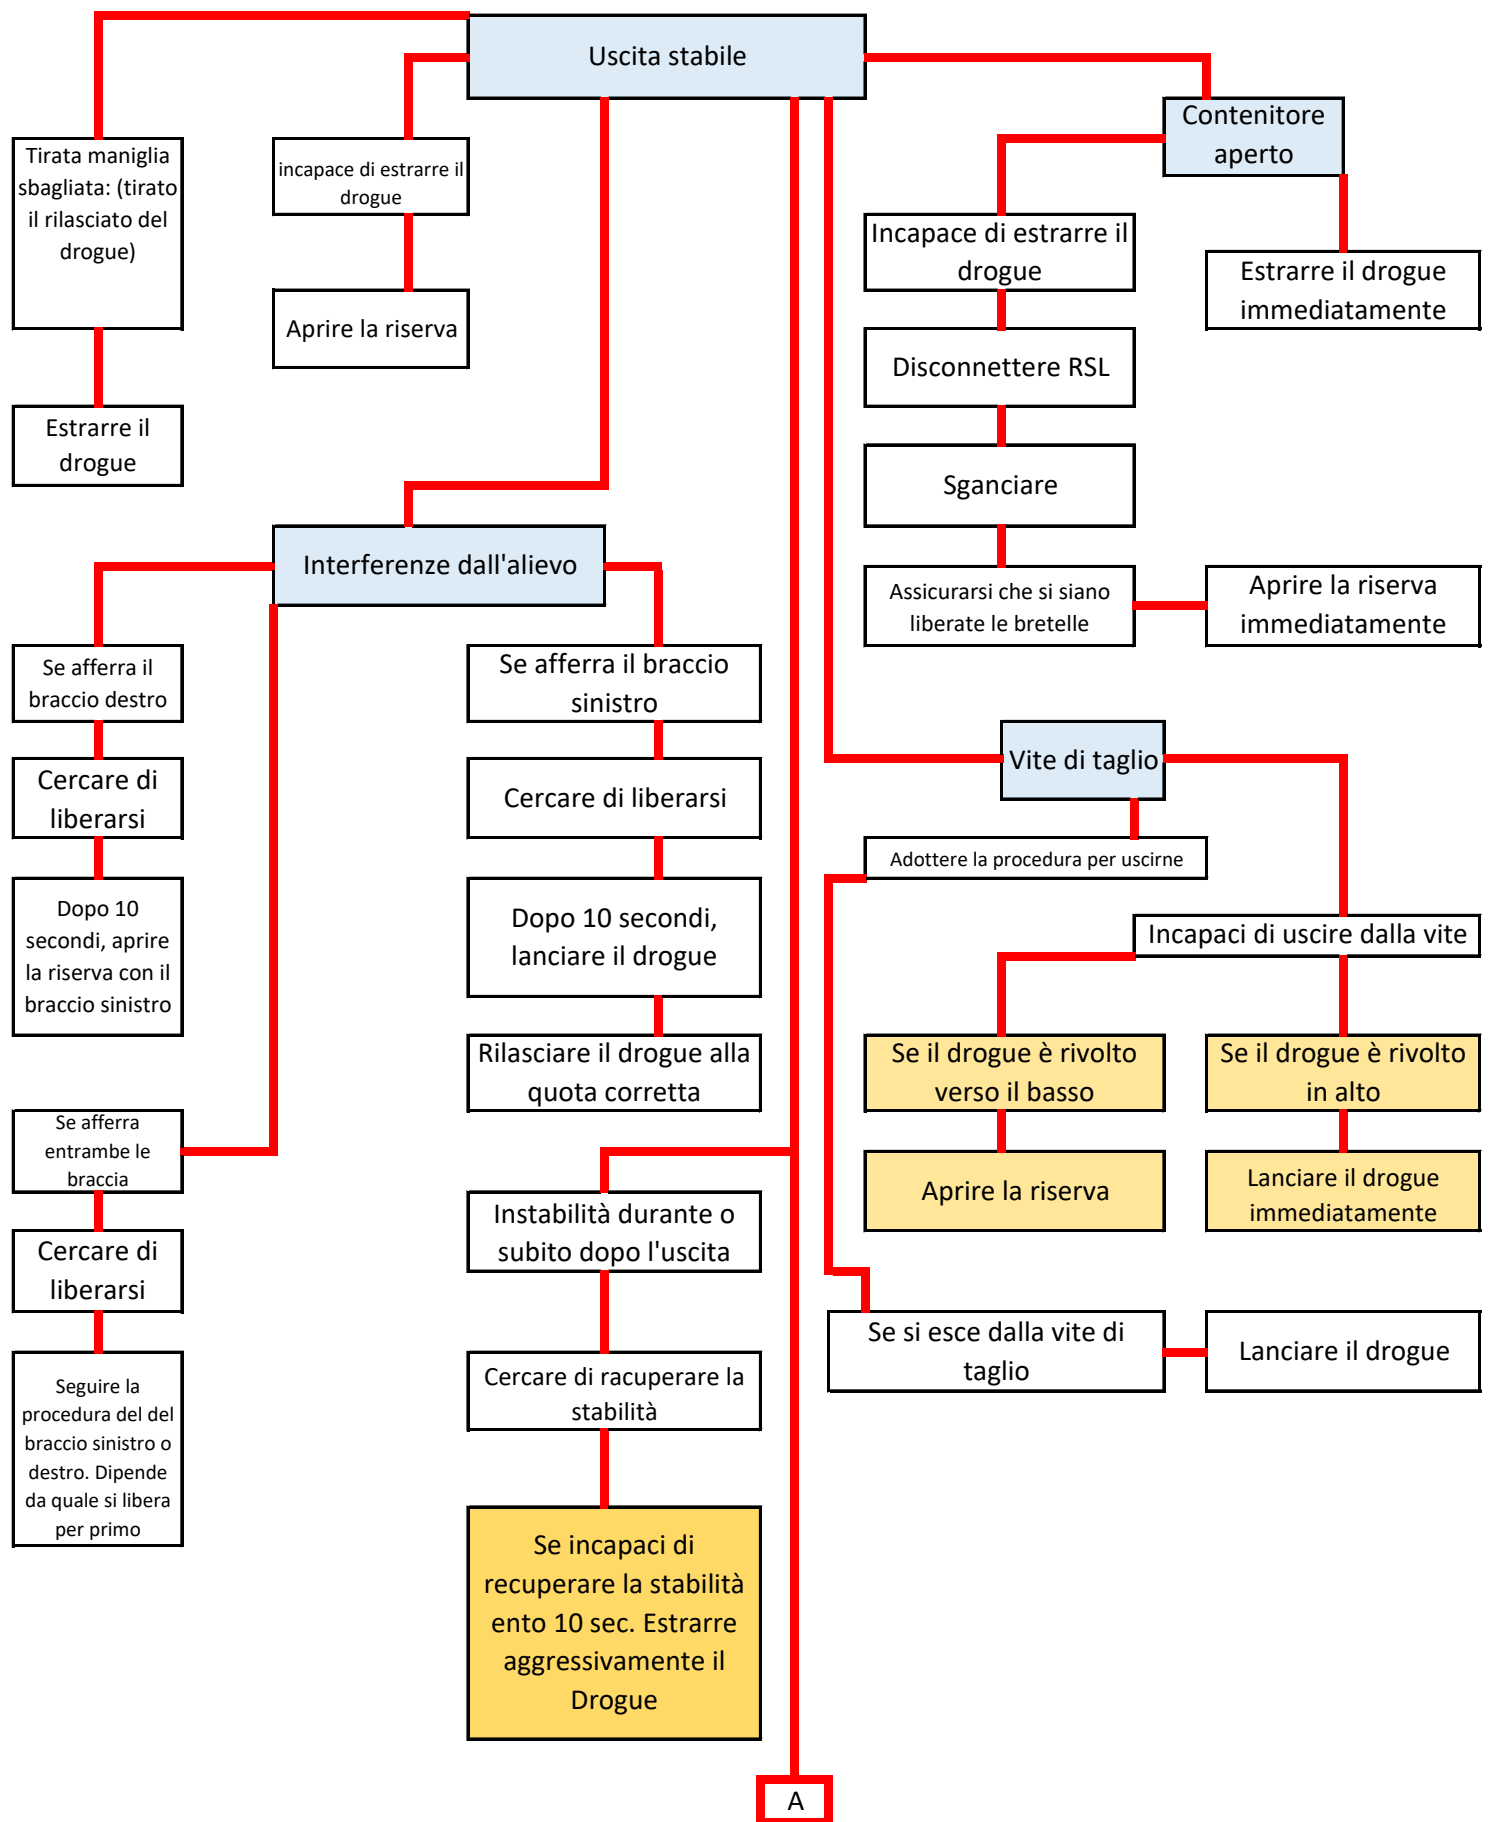 Uscita stabile
Contenitore
aperto
Tirata maniglia
sbagliata: (tirato
il rilasciato del
drogue)
incapace di estrarre il
drogue
Incapace di estrarre il
drogue
Estrarre il drogue
immediatamente
Aprire la riserva
Disconnettere RSL
Estrarre il
drogue
Sganciare
Interferenze dall'alievo
Assicurarsi che si siano
liberate le bretelle
Aprire la riserva
immediatamente
Se afferra il
braccio destro
Se afferra il braccio
sinistro
Vite di taglio
Cercare di
liberarsi
Cercare di liberarsi
Adottere la procedura per uscirne
Dopo 10
secondi, aprire
la riserva con il
braccio sinistro
Dopo 10 secondi,
lanciare il drogue
Incapaci di uscire dalla vite
Rilasciare il drogue alla
quota corretta
Se il drogue è rivolto
verso il basso
Se il drogue è rivolto
in alto
Se afferra
entrambe le
braccia
Aprire la riserva
Lanciare il drogue
immediatamente
Instabilità durante o
subito dopo l'uscita
Cercare di
liberarsi
Se si esce dalla vite di
taglio
Lanciare il drogue
Seguire la
procedura del del
braccio sinistro o
destro. Dipende
da quale si libera
per primo
Cercare di racuperare la
stabilità
Se incapaci di
recuperare la stabilità
ento 10 sec. Estrarre
aggressivamente il
Drogue
A